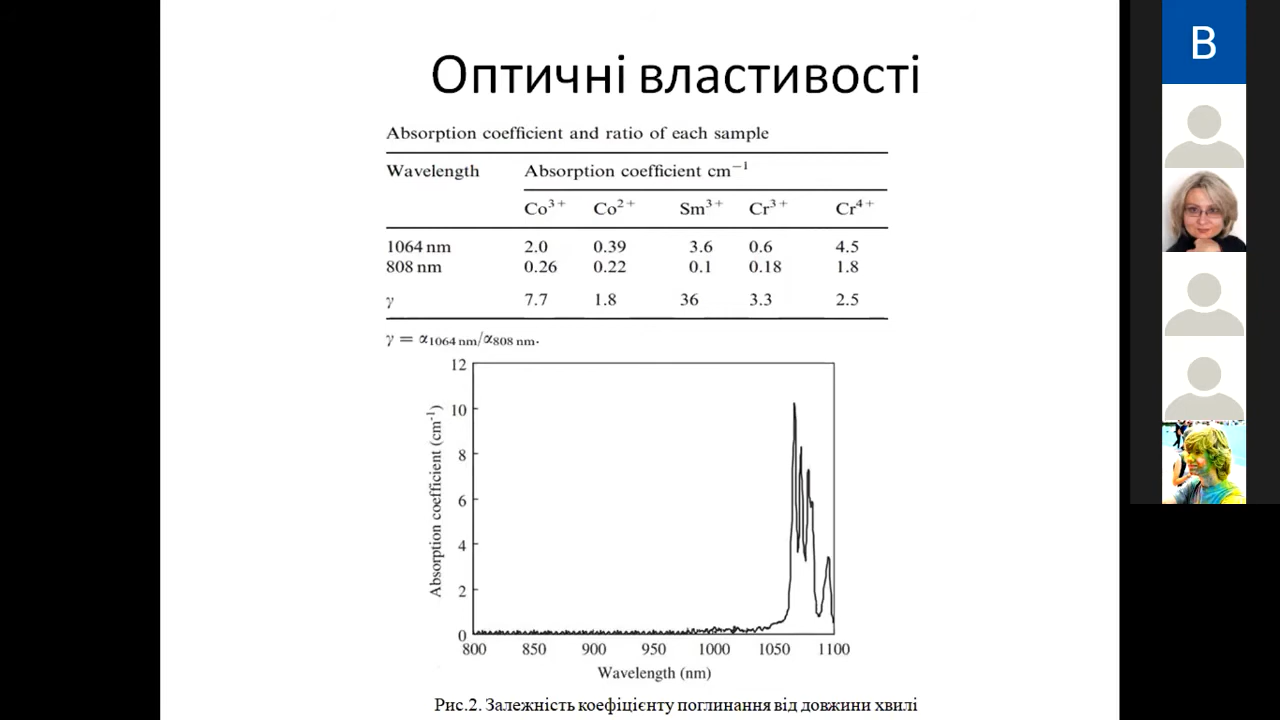 Оптичні властивості
B
Absorption coefficient and ratio of each sample
Wavelength Absorption coefficient cm⁻¹
Co³⁺ Co²⁺ Sm³⁺ Cr³⁺ Cr⁴⁺
1064 nm 2.0 0.39 3.6 0.6 4.5
808 nm 0.26 0.22 0.1 0.18 1.8
γ 7.7 1.8 36 3.3 2.5
γ = α1064 nm/α808 nm.
12
10
8
6
4
2
0
Absorption coefficient (cm⁻¹)
800 850 900 950 1000 1050 1100
Wavelength (nm)
Рис.2. Залежність коефіцієнту поглинання від довжини хвилі